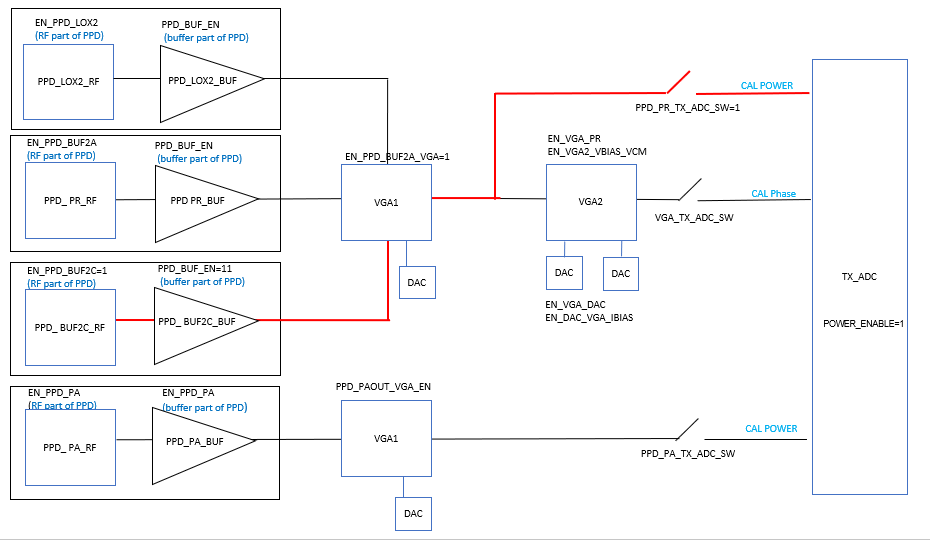 EN_PPD_LOX2
(RF part of PPD)
PPD_BUF_EN
(buffer part of PPD)
PPD_LOX2_RF
PPD_LOX2_BUF
CAL POWER
PPD_PR_TX_ADC_SW=1
EN_PPD_BUF2A
(RF part of PPD)
PPD_BUF_EN
(buffer part of PPD)
EN_PPD_BUF2A_VGA=1
EN_VGA_PR
EN_VGA2_VBIAS_VCM
PPD_ PR_RF
PPD PR_BUF
VGA1
VGA2
CAL Phase
VGA_TX_ADC_SW
DAC
DAC
DAC
EN_VGA_DAC
EN_DAC_VGA_IBIAS
TX_ADC
POWER_ENABLE=1
EN_PPD_BUF2C=1
(RF part of PPD)
PPD_BUF_EN=11
(buffer part of PPD)
PPD_ BUF2C_RF
PPD_ BUF2C_BUF
EN_PPD_PA
(RF part of PPD)
EN_PPD_PA
(buffer part of PPD)
PPD_PAOUT_VGA_EN
PPD_ PA_RF
PPD_PA_BUF
VGA1
CAL POWER
PPD_PA_TX_ADC_SW
DAC